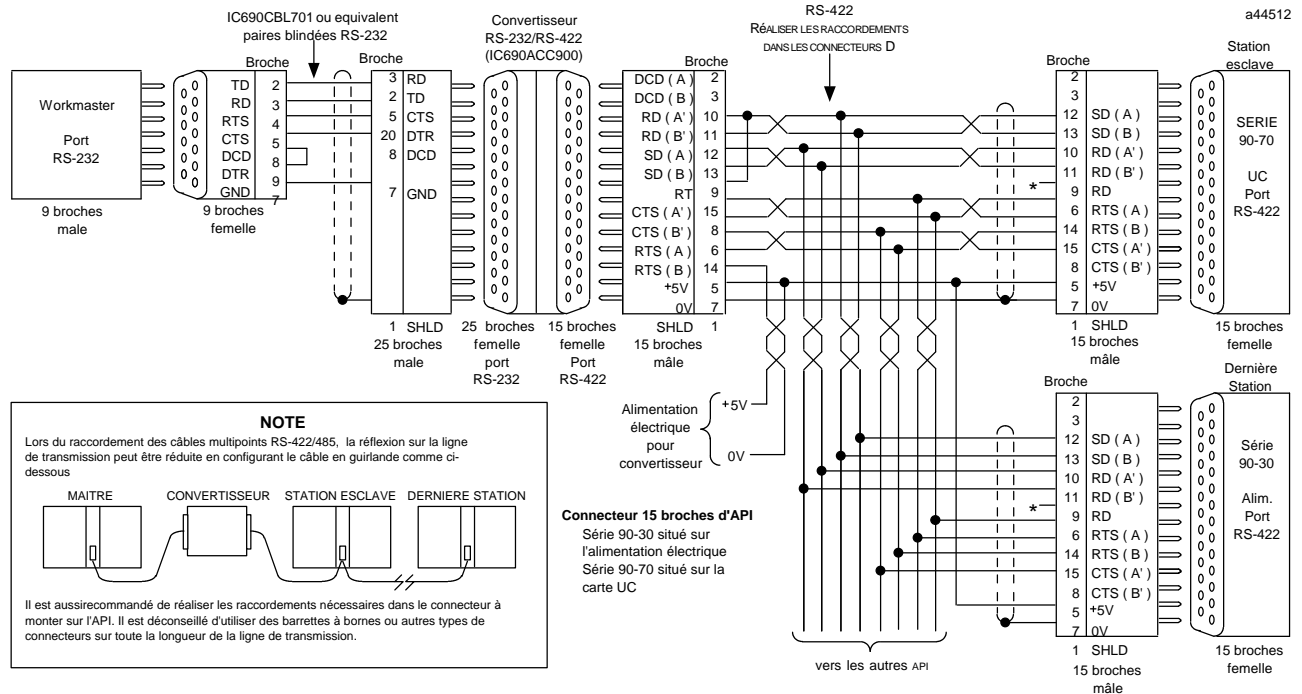 a44512
IC690CBL701 ou equivalent
paires blindées RS-232
Convertisseur
RS-232/RS-422
(IC690ACC900)
RS-422
RÉALISER LES RACCORDEMENTS
DANS LES CONNECTEURS D
Workmaster
Port
RS-232
9 broches
male
Broche
TD 2
RD 3
RTS 4
CTS 5
DCD 8
DTR 9
GND 7
9 broches
femelle
Broche
3 RD
2 TD
5 CTS
20 DTR
8 DCD
7 GND
1 SHLD
25 broches
male
25 broches
femelle
port
RS-232
15 broches
femelle
Port
RS-422
Broche
DCD ( A ) 2
DCD ( B ) 3
RD ( A' ) 10
RD ( B' ) 11
SD ( A ) 12
SD ( B ) 13
RT 9
CTS ( A' ) 15
CTS ( B' ) 8
RTS ( A ) 6
RTS ( B ) 14
+5V 5
0V 7
SHLD 1
15 broches
mâle
Broche
2
3
12 SD ( A )
13 SD ( B )
10 RD ( A' )
11 RD ( B' )
*
9 RD
6 RTS ( A )
14 RTS ( B )
15 CTS ( A' )
8 CTS ( B' )
5 +5V
7 0V
1 SHLD
15 broches
mâle
Station
esclave
SERIE
90-70
UC
Port
RS-422
15 broches
femelle
Alimentation
électrique
pour
convertisseur
+5V
0V
Connecteur 15 broches d'API
Série 90-30 situé sur
l'alimentation électrique
Série 90-70 situé sur la
carte UC
vers les autres API
Broche
2
3
12 SD ( A )
13 SD ( B )
10 RD ( A' )
11 RD ( B' )
*
9 RD
6 RTS ( A )
14 RTS ( B )
15 CTS ( A' )
8 CTS ( B' )
5 +5V
7 0V
1 SHLD
15 broches
mâle
Dernière
Station
Série
90-30
Alim.
Port
RS-422
15 broches
femelle
NOTE
Lors du raccordement des câbles multipoints RS-422/485, la réflexion sur la ligne
de transmission peut être réduite en configurant le câble en guirlande comme ci-
dessous
MAITRE CONVERTISSEUR STATION ESCLAVE DERNIERE STATION
Il est aussirecommandé de réaliser les raccordements nécessaires dans le connecteur à
monter sur l'API. Il est déconseillé d'utiliser des barrettes à bornes ou autres types de
connecteurs sur toute la longueur de la ligne de transmission.